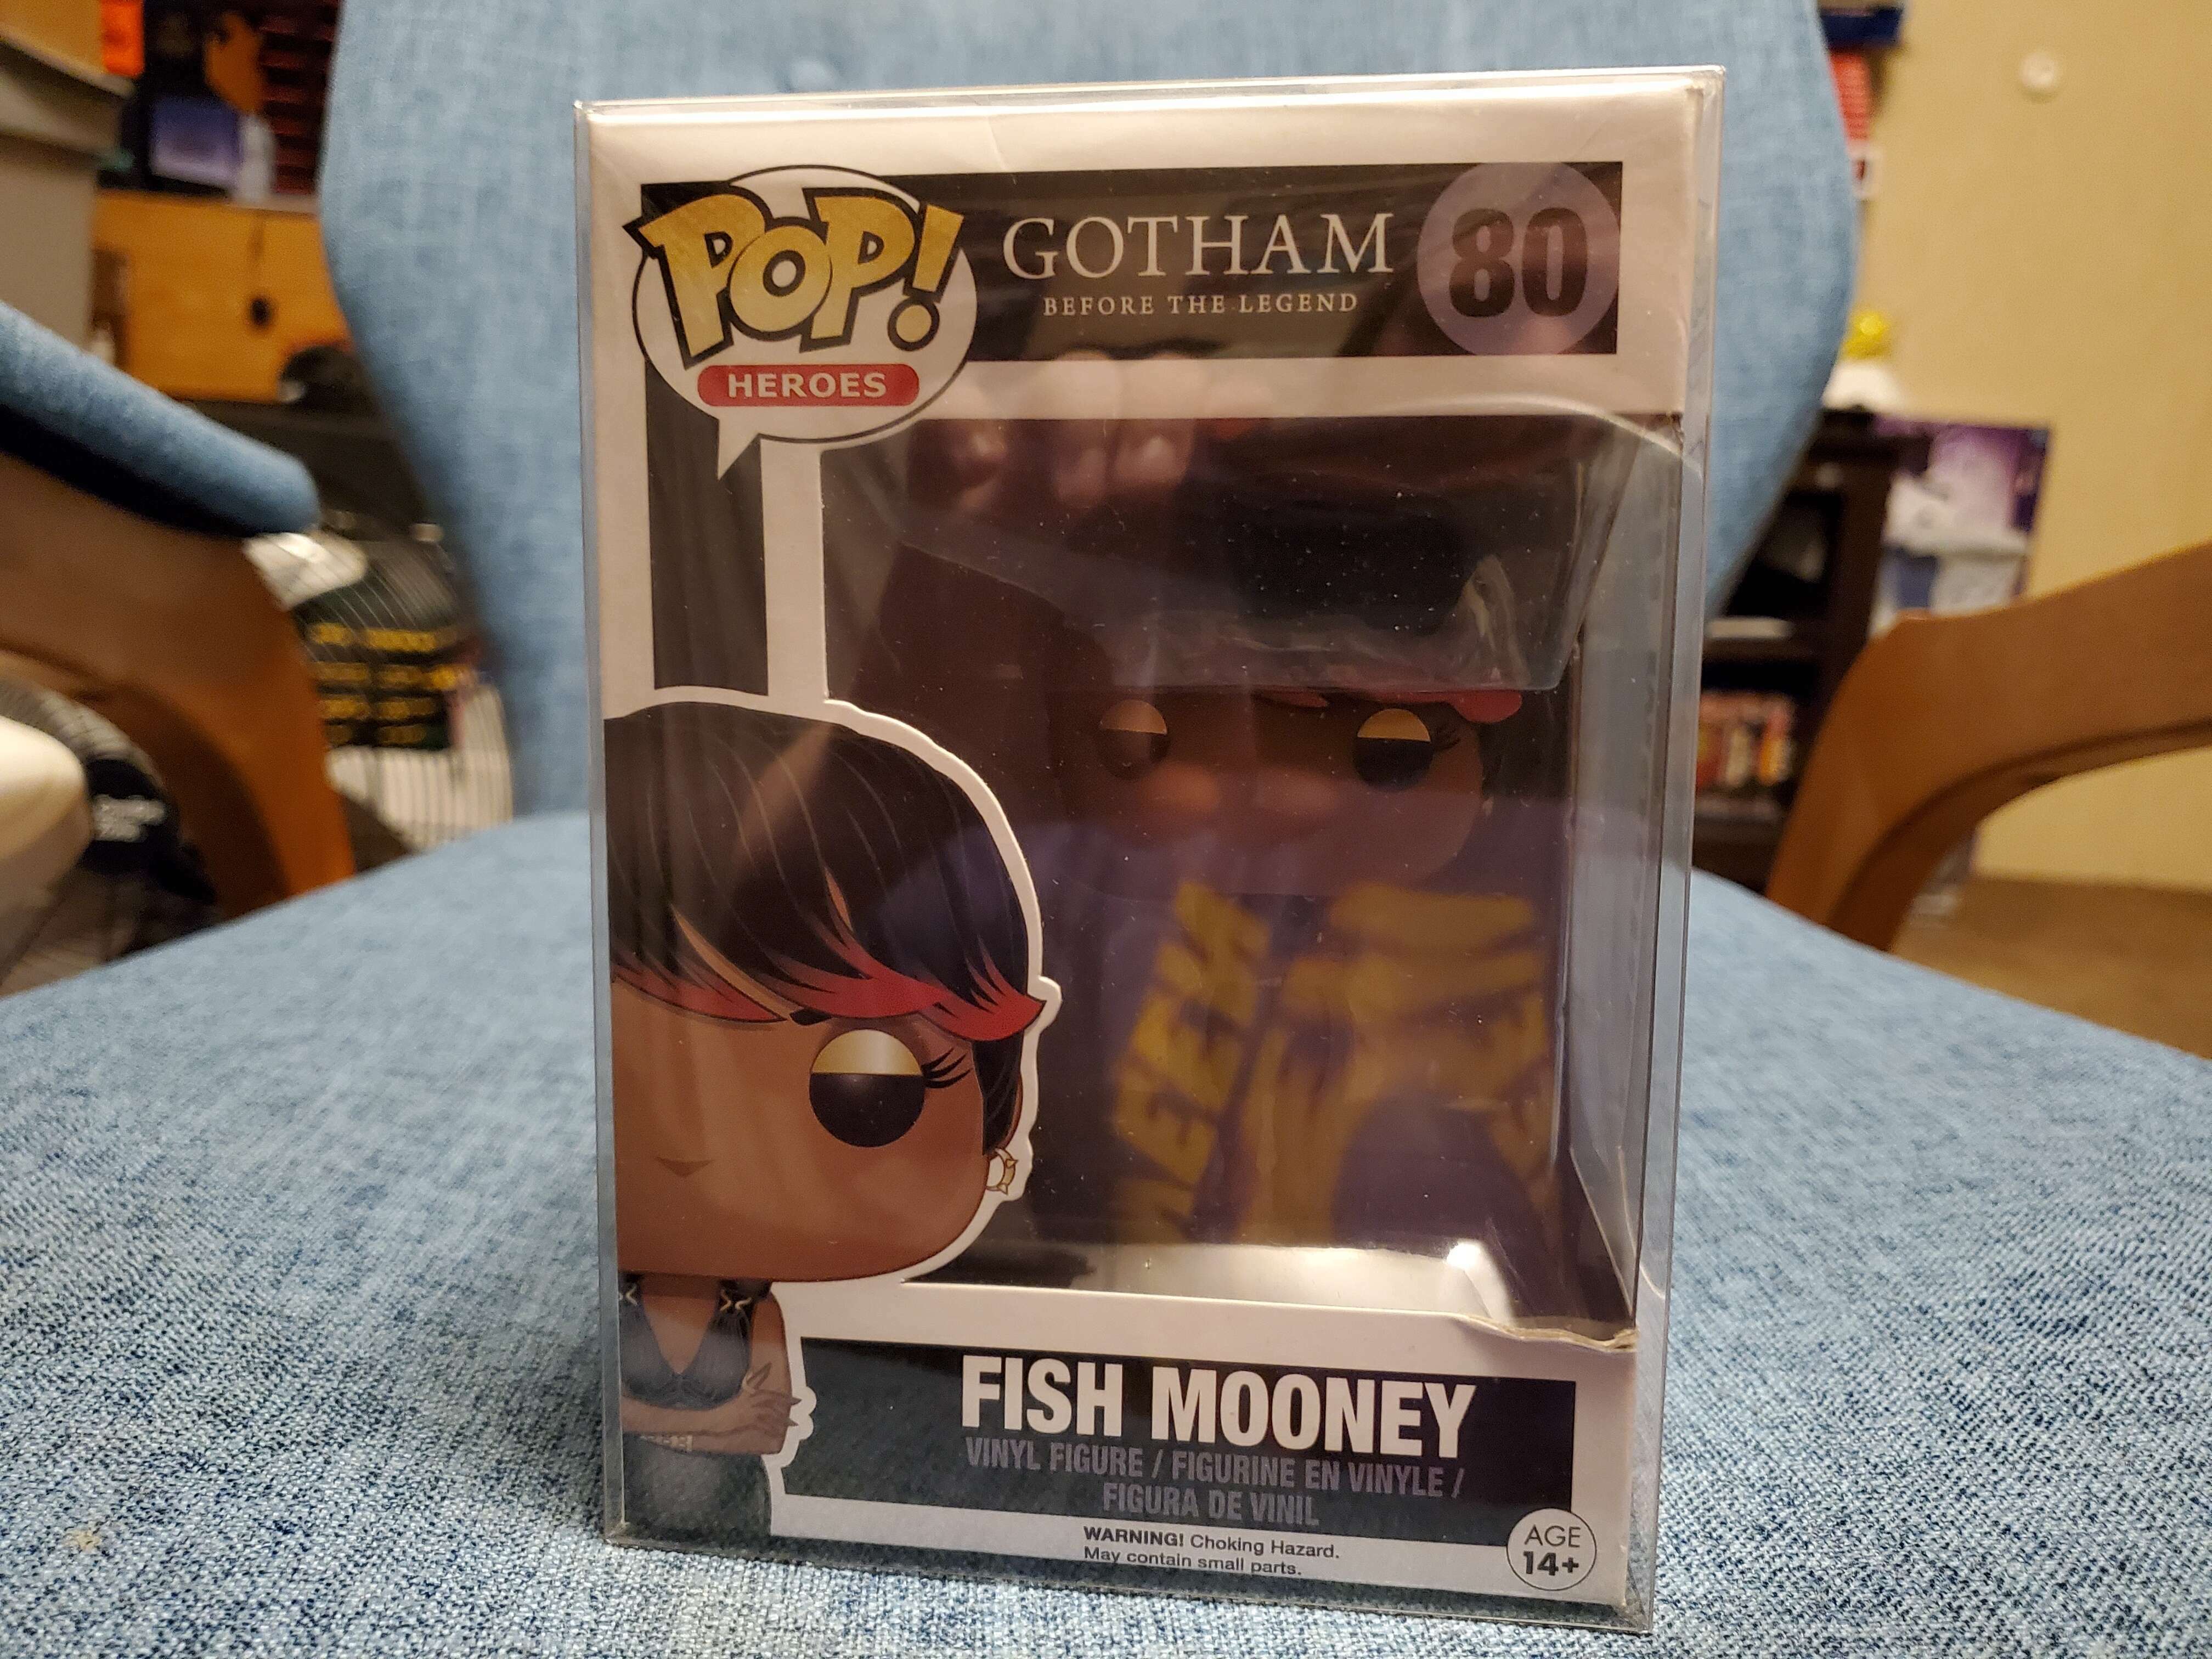 POP!
HEROES
GOTHAM
BEFORE THE LEGEND
80
FISH MOONEY
VINYL FIGURE / FIGURINE EN VINYLE /
FIGURA DE VINIL
WARNING! Choking Hazard.
May contain small parts.
AGE
14+